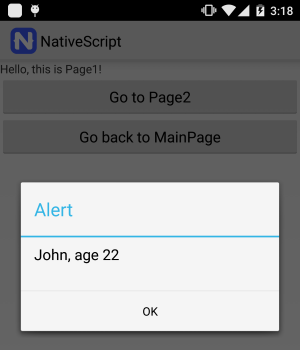 3:18
NativeScript
Hello, this is Page1!
Go to Page2
Go back to MainPage
Alert
John, age 22
OK